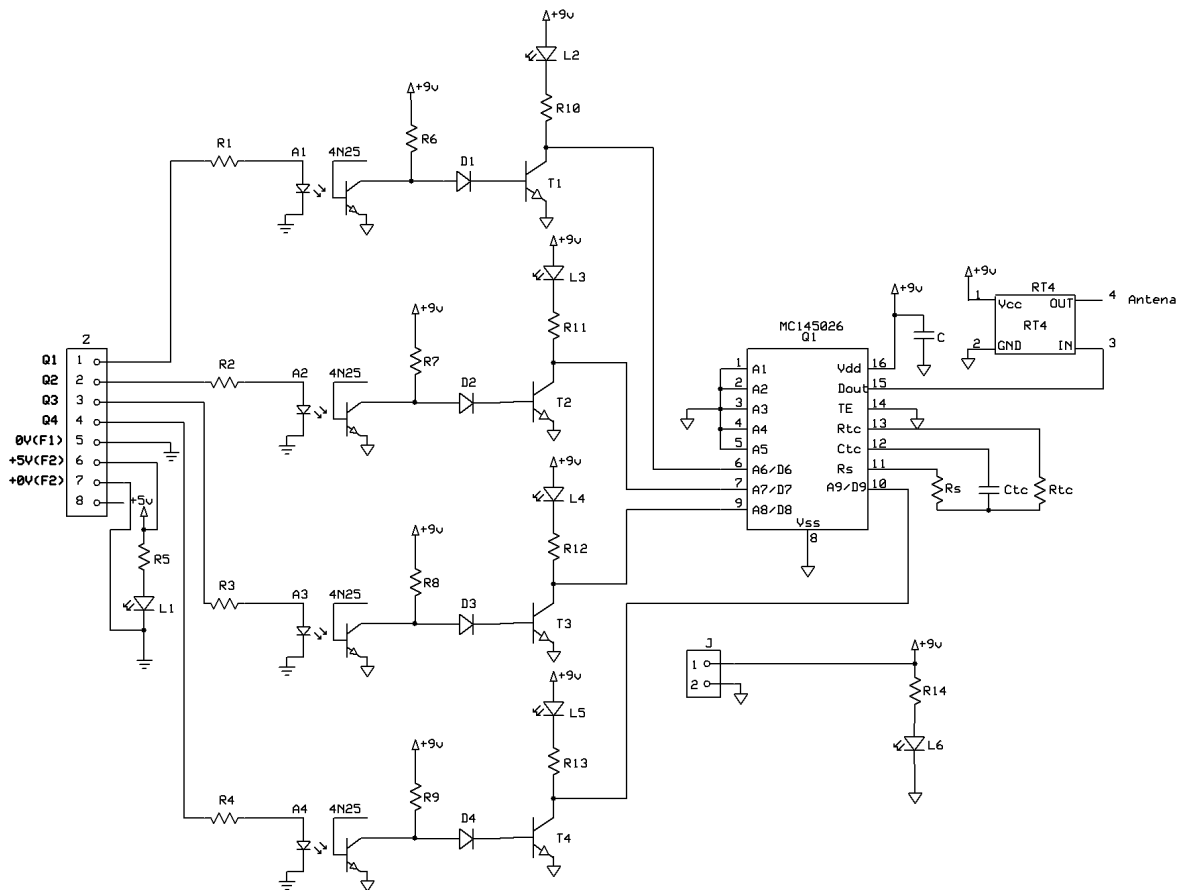 +9v
L2
R10
+9v
R6
R1
A1
4N25
D1
T1
+9v
L3
R11
+9v
R7
R2
A2
4N25
D2
T2
Z
Q1 1
Q2 2
Q3 3
Q4 4
0V(F1) 5
+5V(F2) 6
+0V(F2) 7
8
+5v
R5
L1
+9v
L4
R12
+9v
R8
R3
A3
4N25
D3
T3
+9v
L5
R13
+9v
R9
R4
A4
4N25
D4
T4
MC145026
Q1
1 A1 Vdd 16
2 A2 Dout 15
3 A3 TE 14
4 A4 Rtc 13
5 A5 Ctc 12
6 A6/D6 Rs 11
7 A7/D7 A9/D9 10
9 A8/D8
Vss
8
+9v
C
Rs
Ctc
Rtc
+9v
RT4
1 Vcc OUT 4 Antena
RT4
2 GND IN 3
J
1
2
+9v
R14
L6